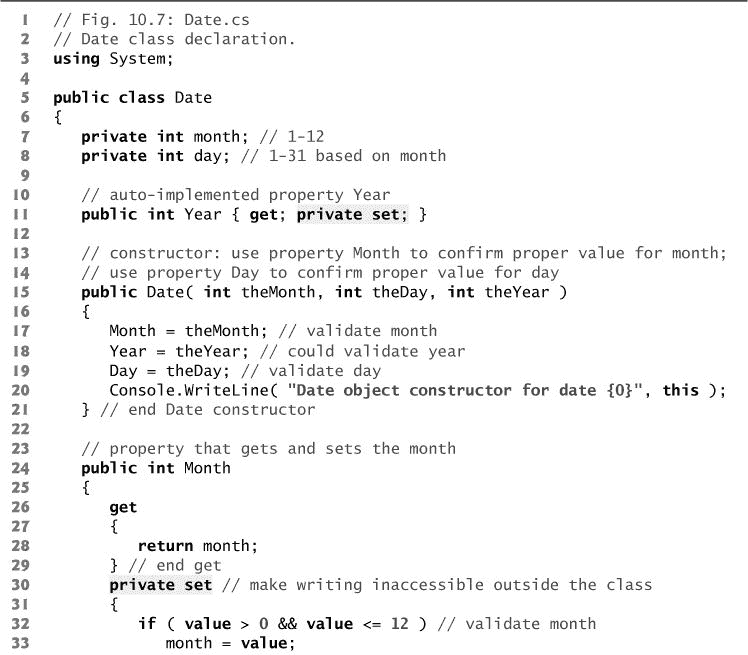 1 // Fig. 10.7: Date.cs
2 // Date class declaration.
3 using System;
4
5 public class Date
6 {
7    private int month; // 1-12
8    private int day; // 1-31 based on month
9
10    // auto-implemented property Year
11    public int Year { get; private set; }
12
13    // constructor: use property Month to confirm proper value for month;
14    // use property Day to confirm proper value for day
15    public Date( int theMonth, int theDay, int theYear )
16    {
17       Month = theMonth; // validate month
18       Year = theYear; // could validate year
19       Day = theDay; // validate day
20       Console.WriteLine( "Date object constructor for date {0}", this );
21    } // end Date constructor
22
23    // property that gets and sets the month
24    public int Month
25    {
26       get
27       {
28          return month;
29       } // end get
30       private set // make writing inaccessible outside the class
31       {
32          if ( value > 0 && value <= 12 ) // validate month
33             month = value;